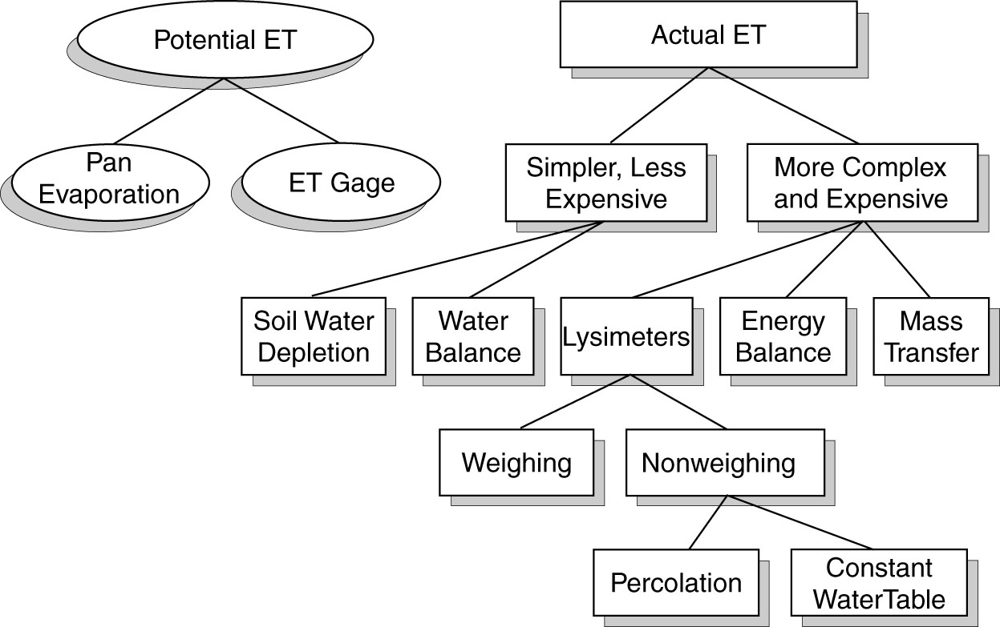 Potential ET
Actual ET
Pan
Evaporation
ET Gage
Simpler, Less
Expensive
More Complex
and Expensive
Soil Water
Depletion
Water
Balance
Lysimeters
Energy
Balance
Mass
Transfer
Weighing
Nonweighing
Percolation
Constant
WaterTable